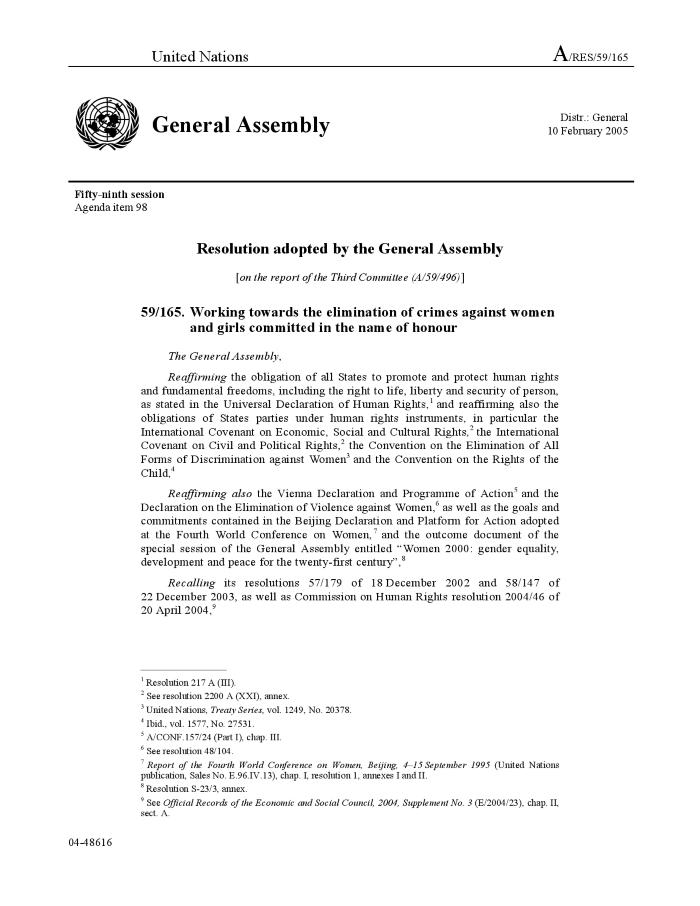 United Nations A/RES/59/165
General Assembly
Distr.: General
10 February 2005
Fifty-ninth session
Agenda item 98
Resolution adopted by the General Assembly
[on the report of the Third Committee (A/59/496)]
59/165. Working towards the elimination of crimes against women
and girls committed in the name of honour
The General Assembly,
Reaffirming the obligation of all States to promote and protect human rights
and fundamental freedoms, including the right to life, liberty and security of person,
as stated in the Universal Declaration of Human Rights,1 and reaffirming also the
obligations of States parties under human rights instruments, in particular the
International Covenant on Economic, Social and Cultural Rights,2 the International
Covenant on Civil and Political Rights,2 the Convention on the Elimination of All
Forms of Discrimination against Women3 and the Convention on the Rights of the
Child,4
Reaffirming also the Vienna Declaration and Programme of Action5 and the
Declaration on the Elimination of Violence against Women,6 as well as the goals and
commitments contained in the Beijing Declaration and Platform for Action adopted
at the Fourth World Conference on Women,7 and the outcome document of the
special session of the General Assembly entitled “Women 2000: gender equality,
development and peace for the twenty-first century”,8
Recalling its resolutions 57/179 of 18 December 2002 and 58/147 of
22 December 2003, as well as Commission on Human Rights resolution 2004/46 of
20 April 2004,9
1 Resolution 217 A (III).
2 See resolution 2200 A (XXI), annex.
3 United Nations, Treaty Series, vol. 1249, No. 20378.
4 Ibid., vol. 1577, No. 27531.
5 A/CONF.157/24 (Part I), chap. III.
6 See resolution 48/104.
7 Report of the Fourth World Conference on Women, Beijing, 4–15 September 1995 (United Nations
publication, Sales No. E.96.IV.13), chap. I, resolution 1, annexes I and II.
8 Resolution S-23/3, annex.
9 See Official Records of the Economic and Social Council, 2004, Supplement No. 3 (E/2004/23), chap. II,
sect. A.
04-48616